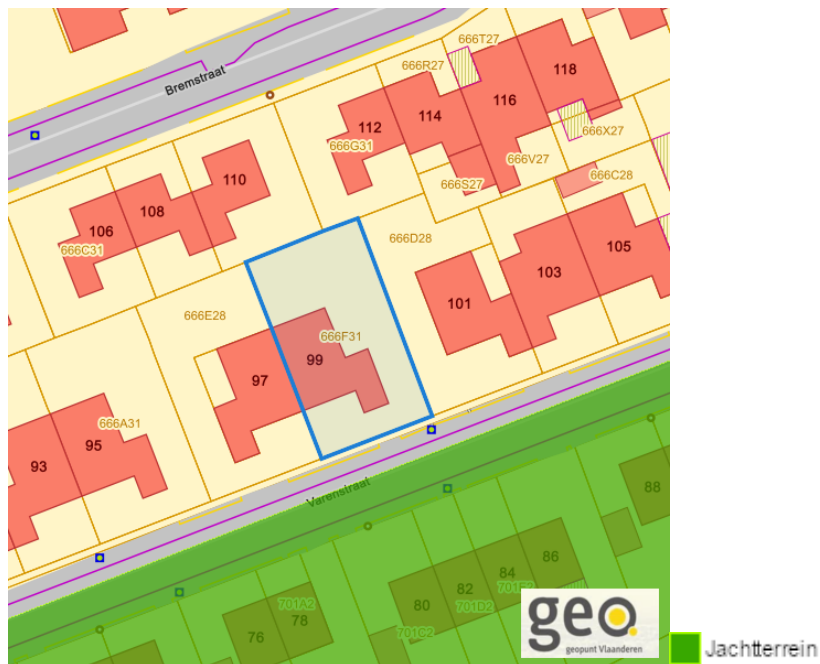 666T27
118
Bremstraat
666R27
116
114
112
666X27
666G31
666V27
110
666S27
666C28
108
106
666C31
666D28
105
103
101
666E28
666F31
99
97
666A31
95
93
Varenstraat
88
86
84
82
80
701A2
78
76
701D2
701C2
geo.
geopunt Vlaanderen
Jachtterrein